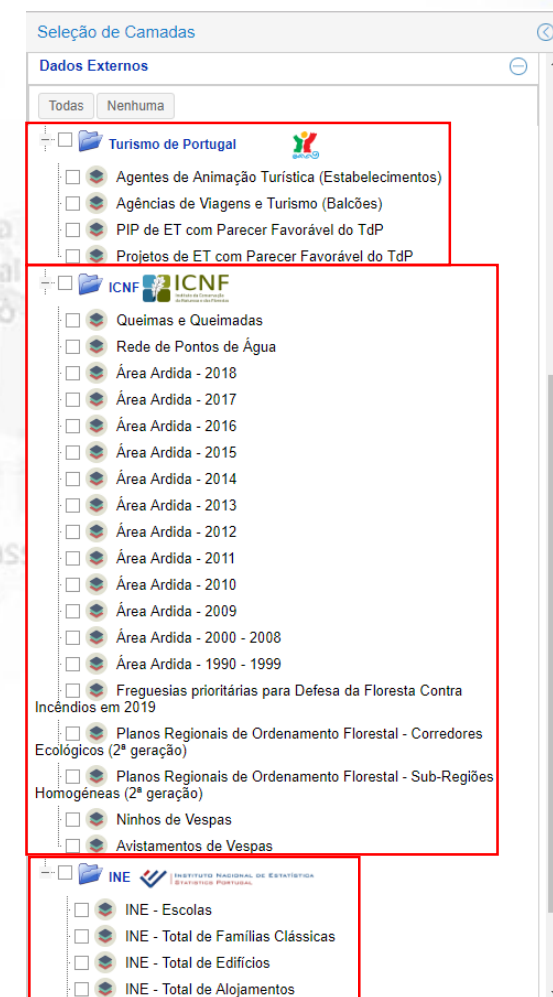 Seleção de Camadas
Dados Externos
Todas Nenhuma
Turismo de Portugal
Agentes de Animação Turística (Estabelecimentos)
Agências de Viagens e Turismo (Balcões)
PIP de ET com Parecer Favorável do TdP
Projetos de ET com Parecer Favorável do TdP
ICNF ICNF
Instituto da Conservação
da Natureza e das Florestas
Queimas e Queimadas
Rede de Pontos de Água
Área Ardida - 2018
Área Ardida - 2017
Área Ardida - 2016
Área Ardida - 2015
Área Ardida - 2014
Área Ardida - 2013
Área Ardida - 2012
Área Ardida - 2011
Área Ardida - 2010
Área Ardida - 2009
Área Ardida - 2000 - 2008
Área Ardida - 1990 - 1999
Freguesias prioritárias para Defesa da Floresta Contra
Incêndios em 2019
Planos Regionais de Ordenamento Florestal - Corredores
Ecológicos (2ª geração)
Planos Regionais de Ordenamento Florestal - Sub-Regiões
Homogéneas (2ª geração)
Ninhos de Vespas
Avistamentos de Vespas
INE Instituto Nacional de Estatística
Statistics Portugal
INE - Escolas
INE - Total de Famílias Clássicas
INE - Total de Edifícios
INE - Total de Alojamentos